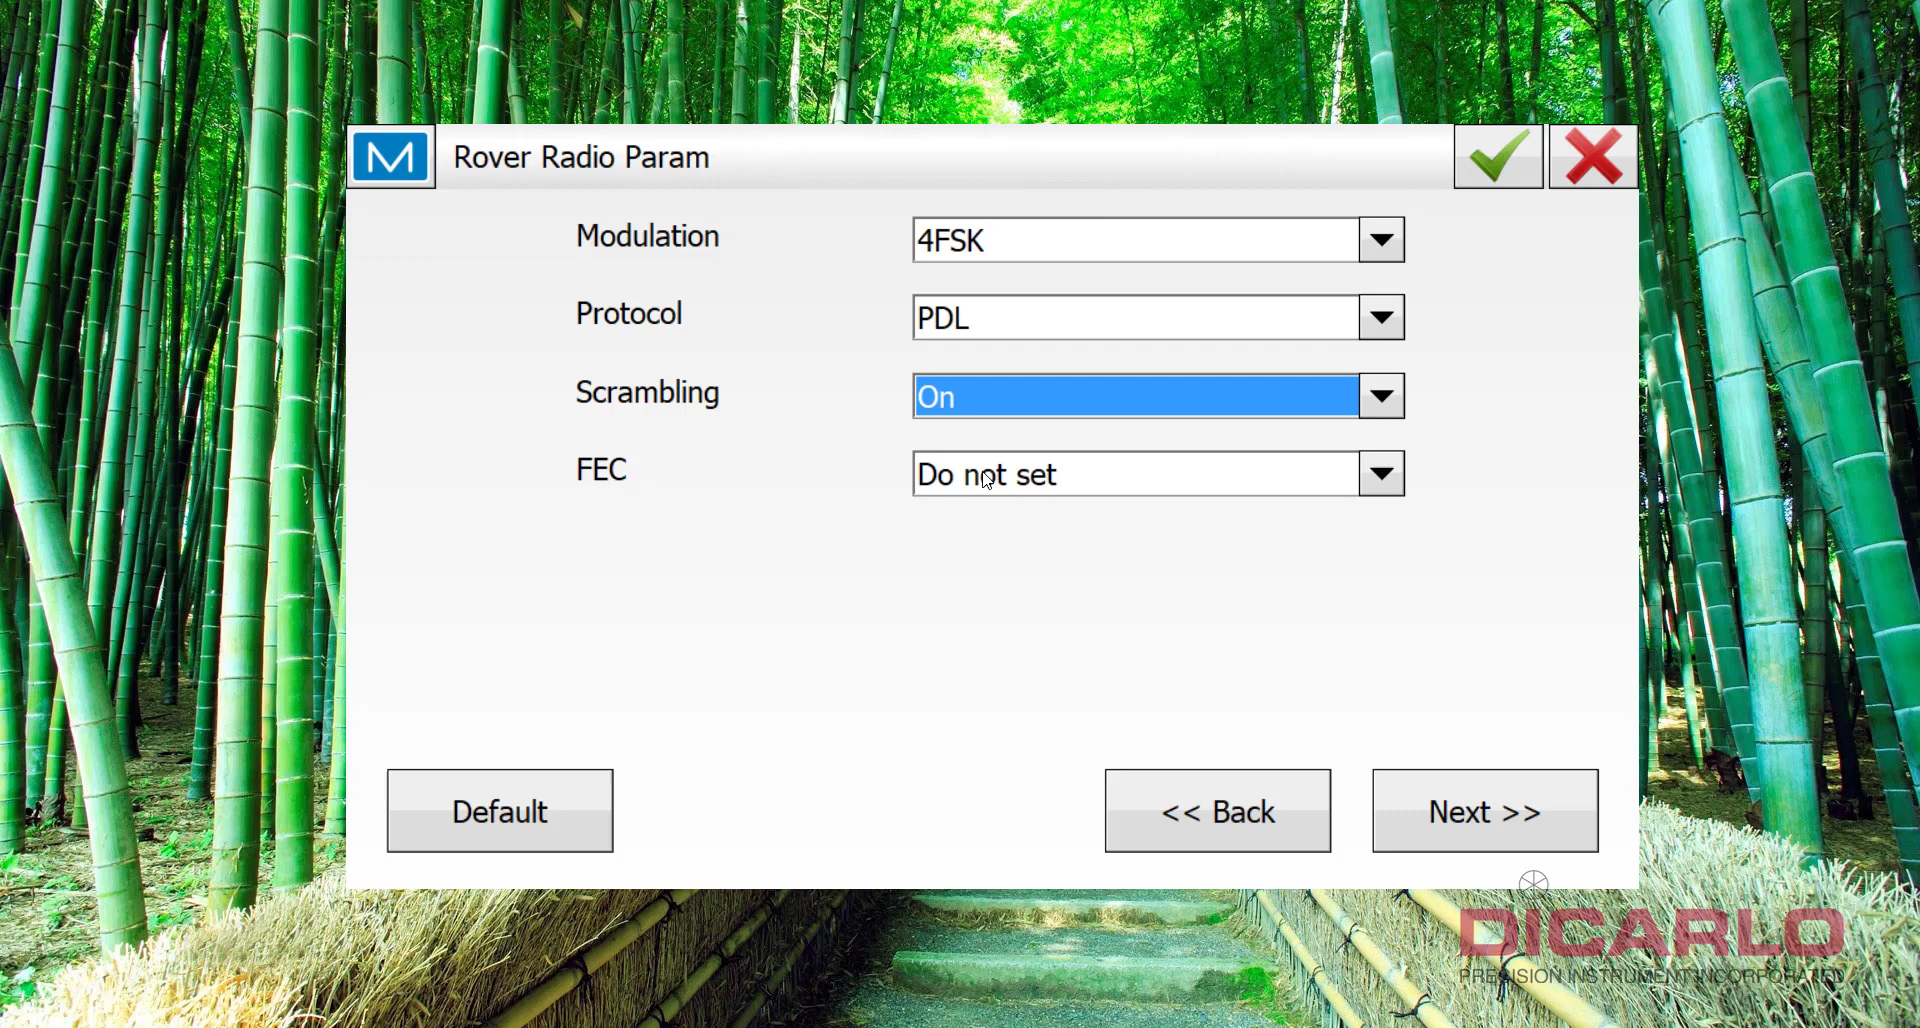 Rover Radio Param
Modulation
4FSK
Protocol
PDL
Scrambling
On
FEC
Do not set
Default
<< Back
Next >>
DICARLO
PRECISION INSTRUMENT INCORPORATED